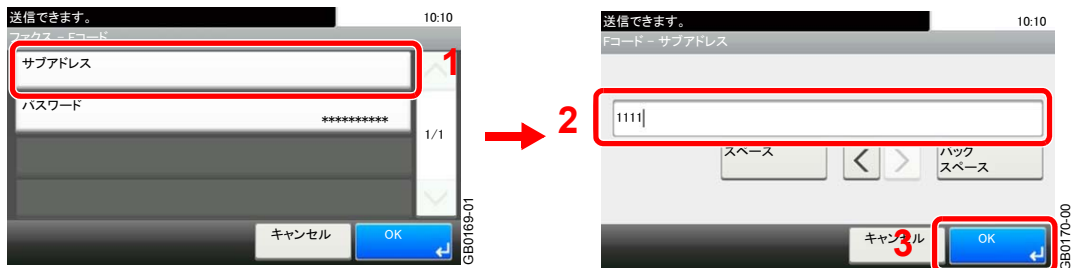 送信できます。
10:10
ファクス - Fコード
サブアドレス
1
パスワード
**********
1/1
キャンセル
OK
GB0169-01
送信できます。
10:10
Fコード - サブアドレス
2
1111
スペース
バック
スペース
キャンセル
3
OK
GB0170-00